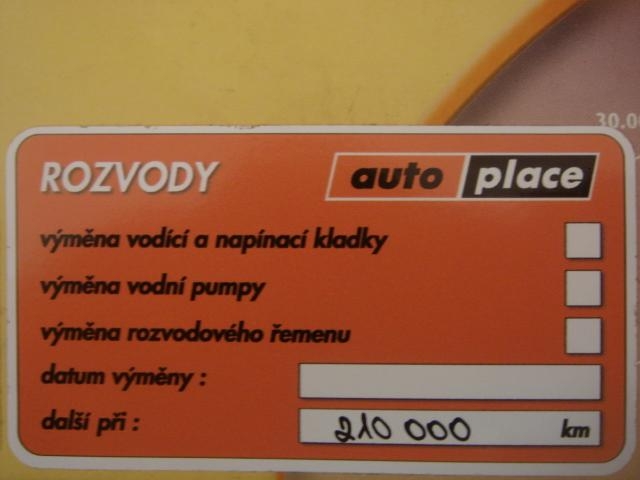 30.00
ROZVODY auto place
výměna vodící a napínací kladky
výměna vodní pumpy
výměna rozvodového řemenu
datum výměny :
další při : 210 000 km